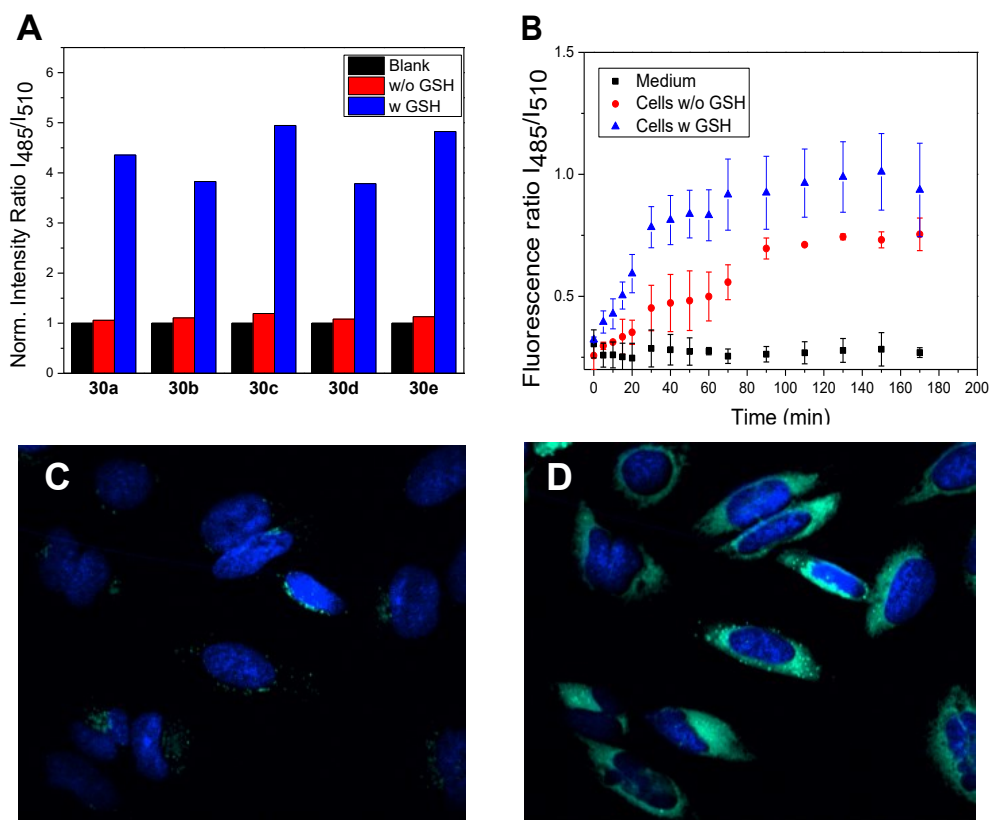 A
Norm. Intensity Ratio I485/I510
6
5
4
3
2
1
0
Blank
w/o GSH
w GSH
30a 30b 30c 30d 30e
B
Fluorescence ratio I485/I510
1.5
1.0
0.5
Medium
Cells w/o GSH
Cells w GSH
0 20 40 60 80 100 120 140 160 180 200
Time (min)
C
D